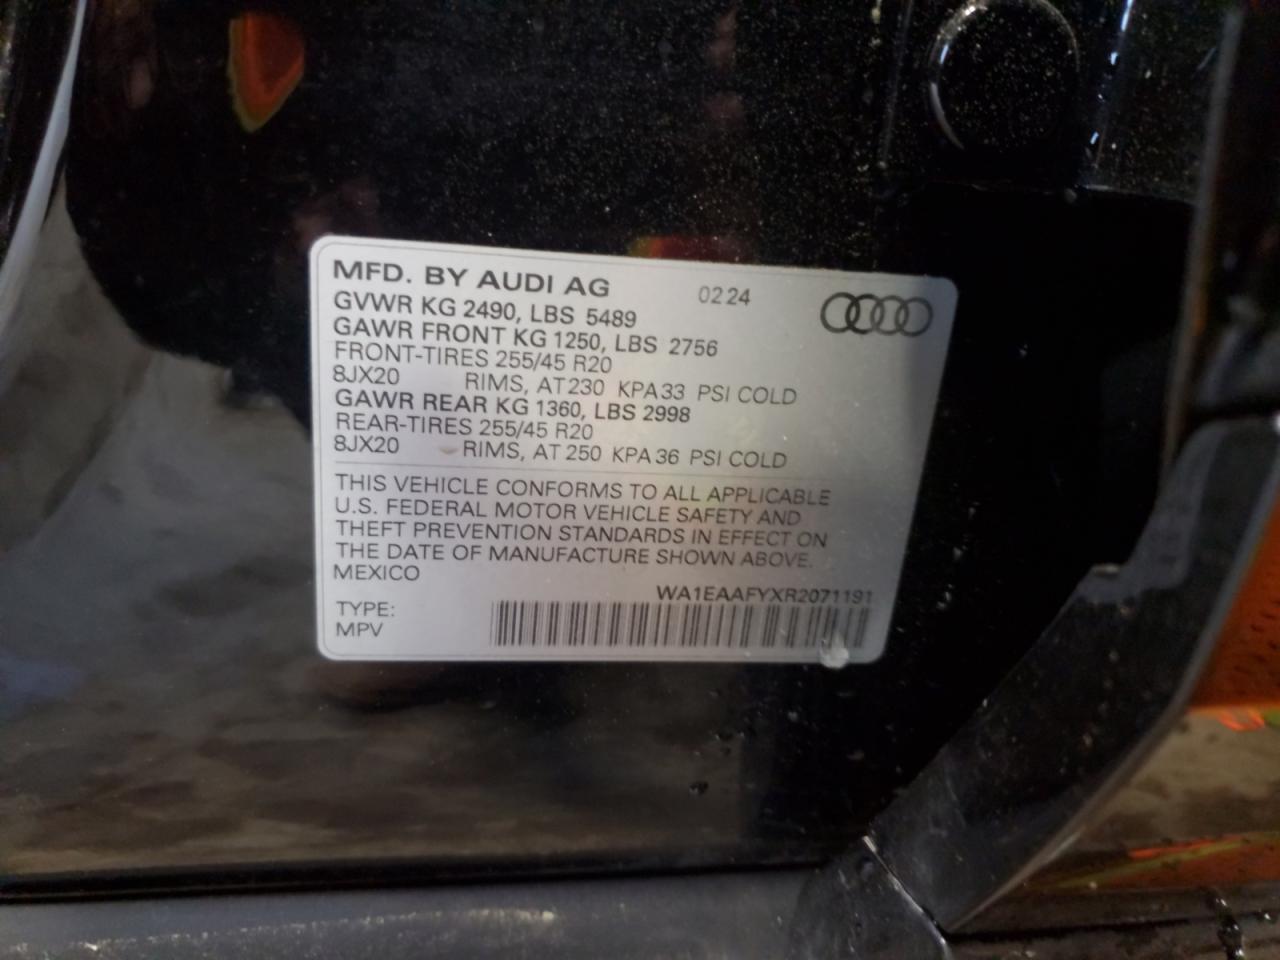 MFD. BY AUDI AG 0224
GVWR KG 2490, LBS 5489
GAWR FRONT KG 1250, LBS 2756
FRONT-TIRES 255/45 R20
8JX20 RIMS, AT 230 KPA 33 PSI COLD
GAWR REAR KG 1360, LBS 2998
REAR-TIRES 255/45 R20
8JX20 RIMS, AT 250 KPA 36 PSI COLD
THIS VEHICLE CONFORMS TO ALL APPLICABLE
U.S. FEDERAL MOTOR VEHICLE SAFETY AND
THEFT PREVENTION STANDARDS IN EFFECT ON
THE DATE OF MANUFACTURE SHOWN ABOVE.
MEXICO
WA1EAAFYXR2071191
TYPE:
MPV